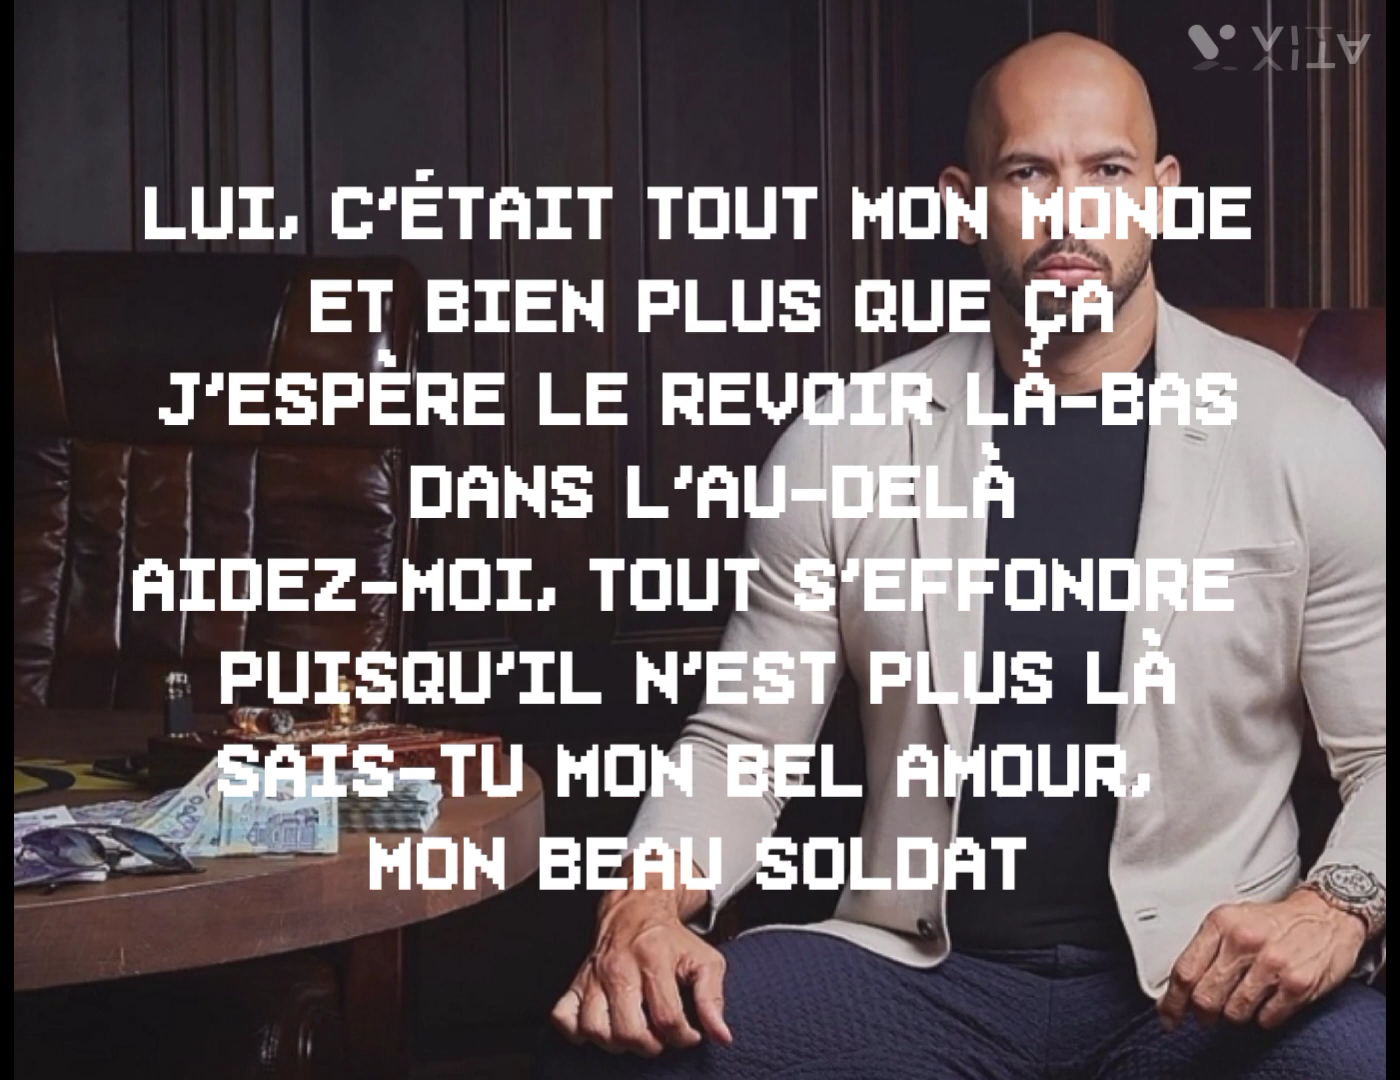 LUI, C'ÉTAIT TOUT MON MONDE
ET BIEN PLUS QUE ÇA
J'ESPÈRE LE REVOIR LÀ-BAS
DANS L'AU-DELÀ
AIDEZ-MOI, TOUT S'EFFONDRE
PUISQU'IL N'EST PLUS LÀ
SAIS-TU MON BEL AMOUR,
MON BEAU SOLDAT